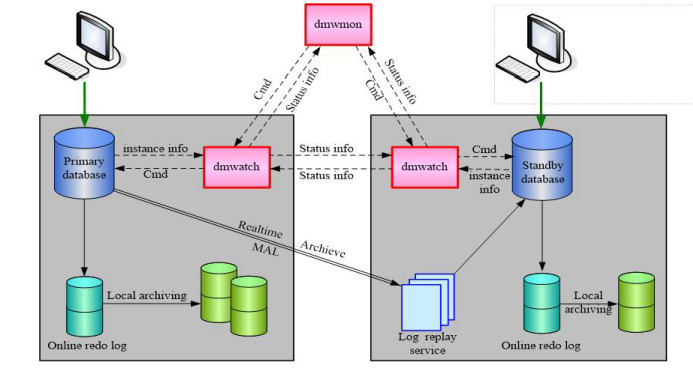 dmwmon
Cmd
Status info
Status info
Cmd
Primary
database
instance info
Cmd
dmwatch
Status info
Status info
dmwatch
Cmd
instance
info
Standby
database
Realtime
MAL
Archieve
Local archiving
Online redo log
Log replay
service
Local
archiving
Online redo log